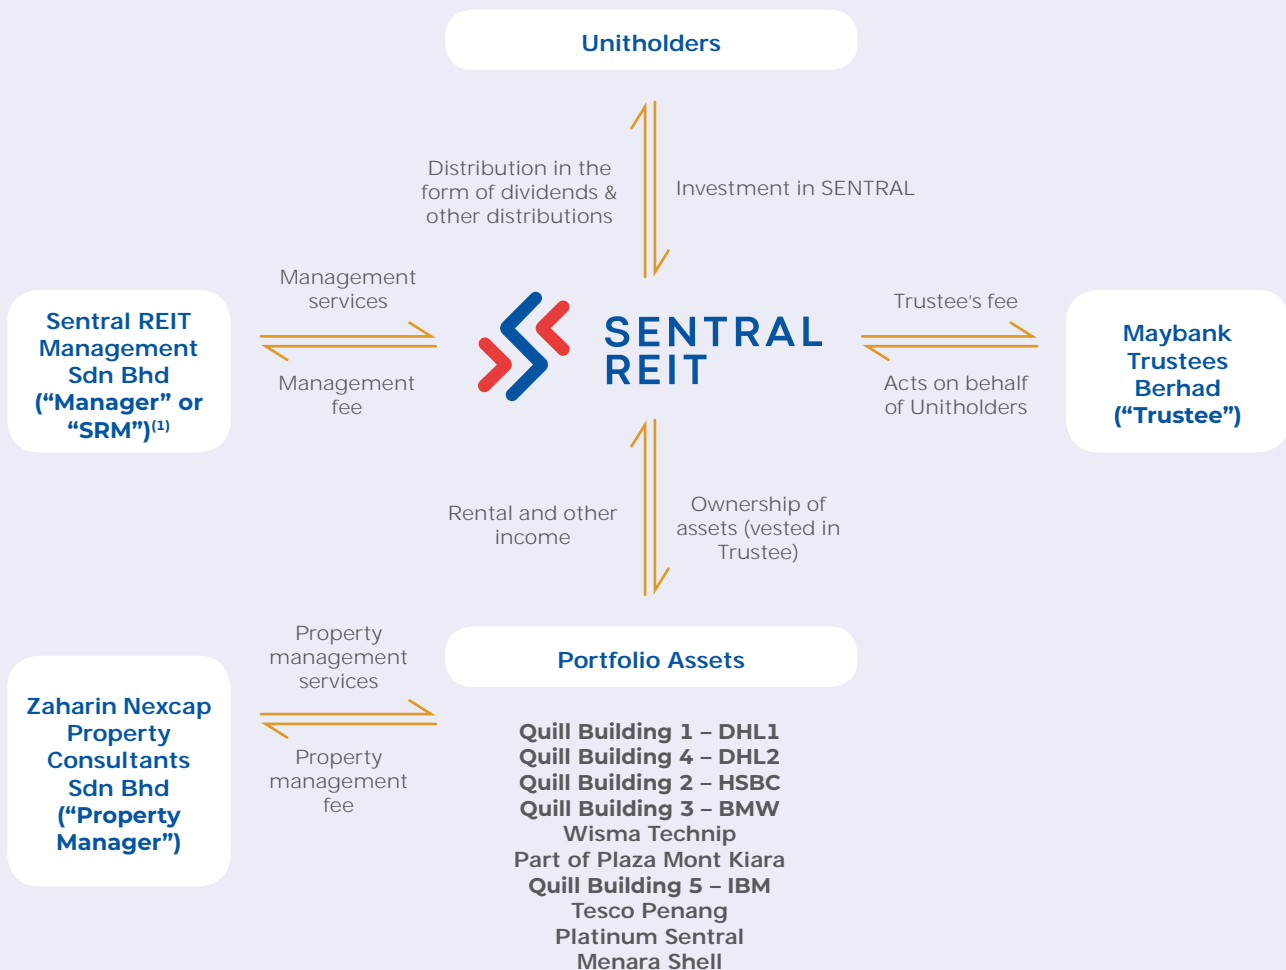 Unitholders
Distribution in the
form of dividends &
other distributions
Investment in SENTRAL
Management
services
Management
fee
Sentral REIT
Management
Sdn Bhd
(“Manager” or
“SRM”)(1)
SENTRAL
REIT
Trustee’s fee
Acts on behalf
of Unitholders
Maybank
Trustees
Berhad
(“Trustee”)
Rental and other
income
Ownership of
assets (vested in
Trustee)
Property
management
services
Property
management
fee
Zaharin Nexcap
Property
Consultants
Sdn Bhd
(“Property
Manager”)
Portfolio Assets
Quill Building 1 – DHL1
Quill Building 4 – DHL2
Quill Building 2 – HSBC
Quill Building 3 – BMW
Wisma Technip
Part of Plaza Mont Kiara
Quill Building 5 – IBM
Tesco Penang
Platinum Sentral
Menara Shell